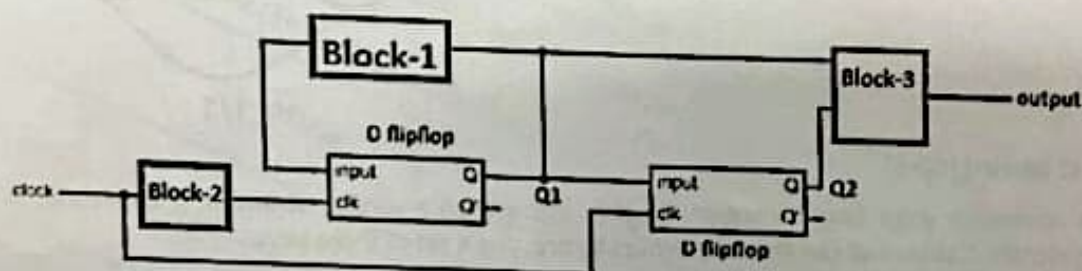 Block-1
Block-3
output
D flipflop
input Q
clk Q'
clock
Block-2
Q1
input Q Q2
clk Q'
D flipflop